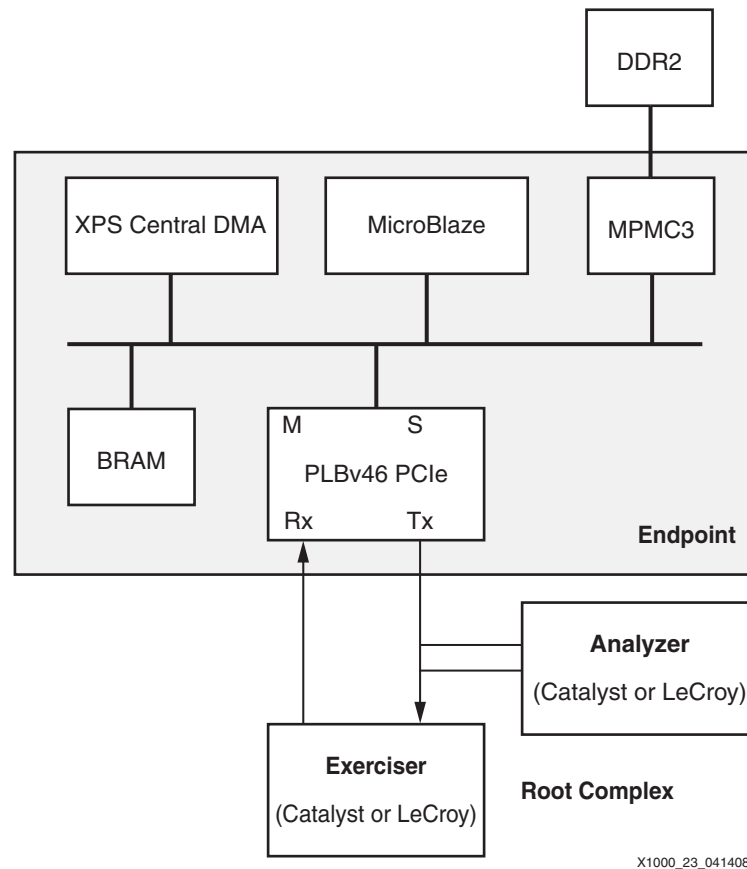 DDR2
XPS Central DMA
MicroBlaze
MPMC3
BRAM
M S
PLBv46 PCIe
Rx Tx
Endpoint
Analyzer
(Catalyst or LeCroy)
Exerciser
(Catalyst or LeCroy)
Root Complex
X1000_23_041408